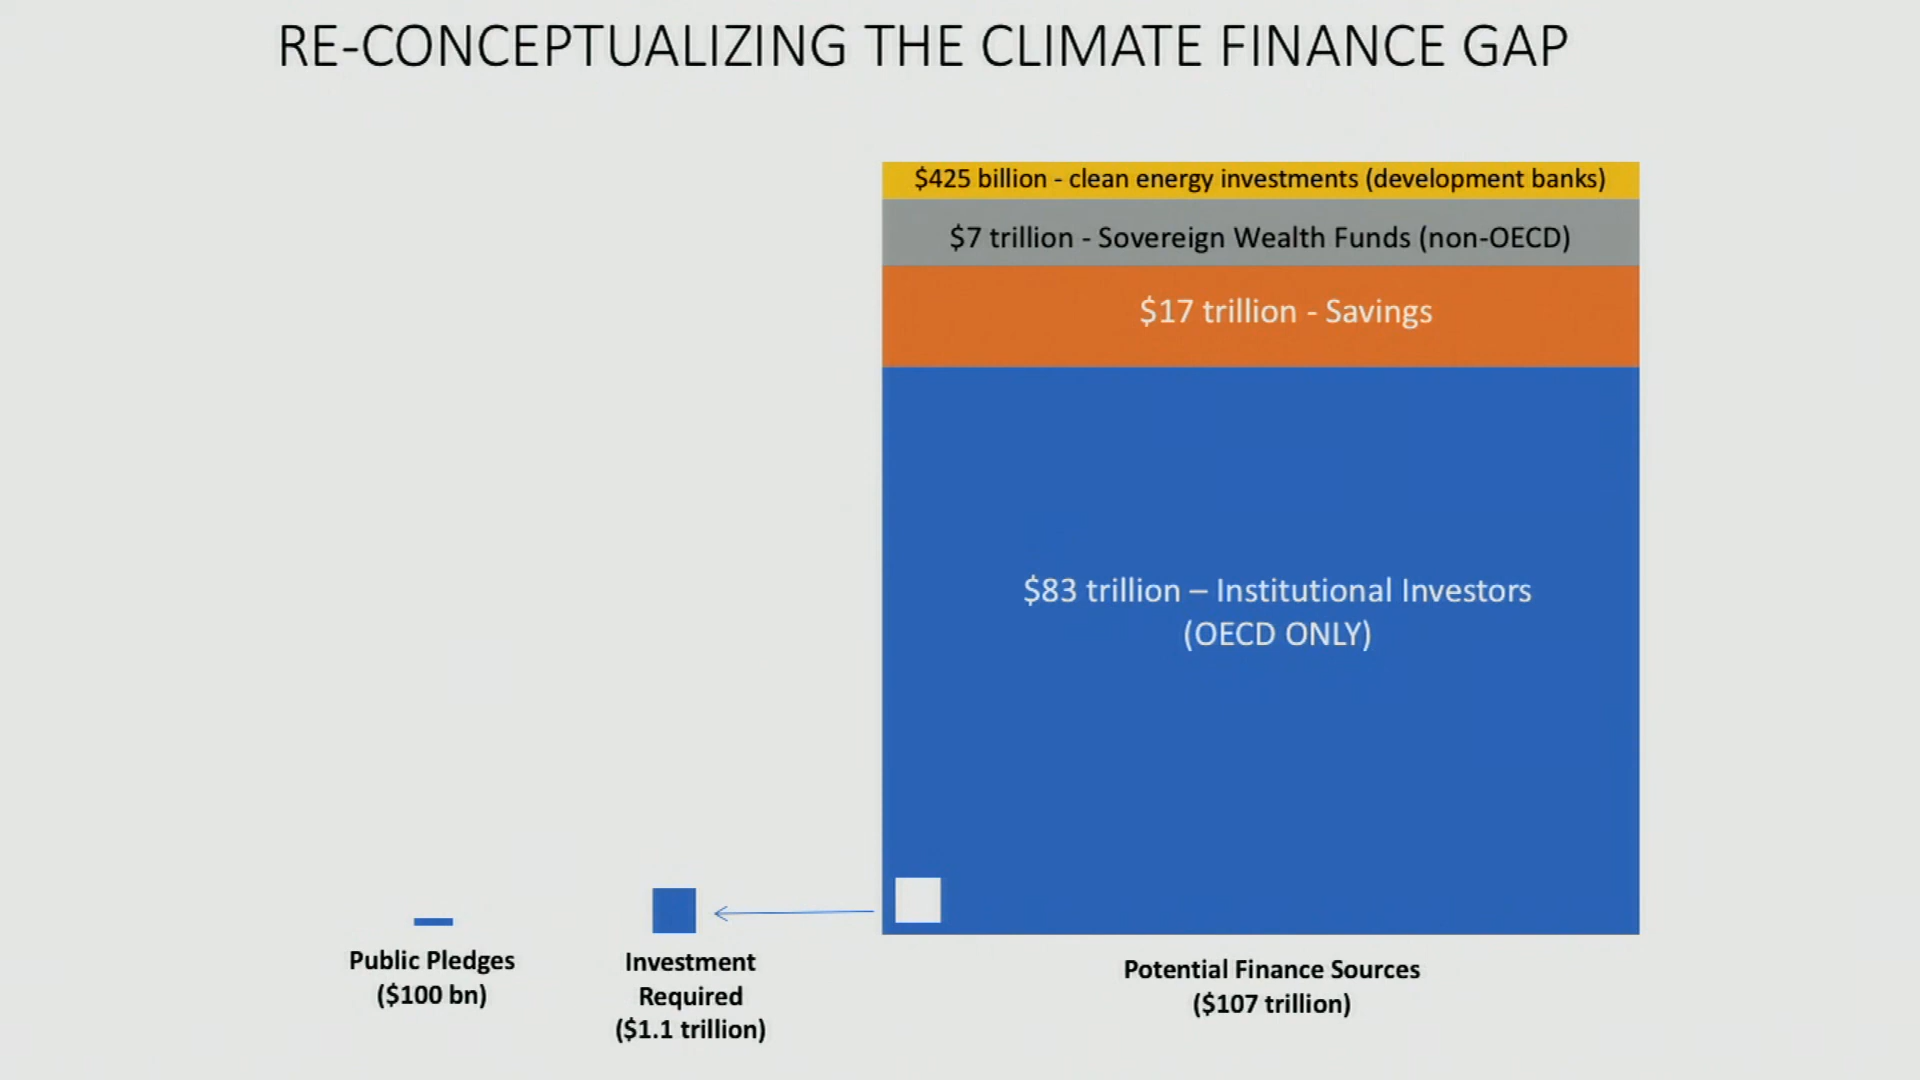 RE-CONCEPTUALIZING THE CLIMATE FINANCE GAP
$425 billion - clean energy investments (development banks)
$7 trillion - Sovereign Wealth Funds (non-OECD)
$17 trillion - Savings
$83 trillion – Institutional Investors
(OECD ONLY)
Public Pledges
($100 bn)
Investment
Required
($1.1 trillion)
Potential Finance Sources
($107 trillion)